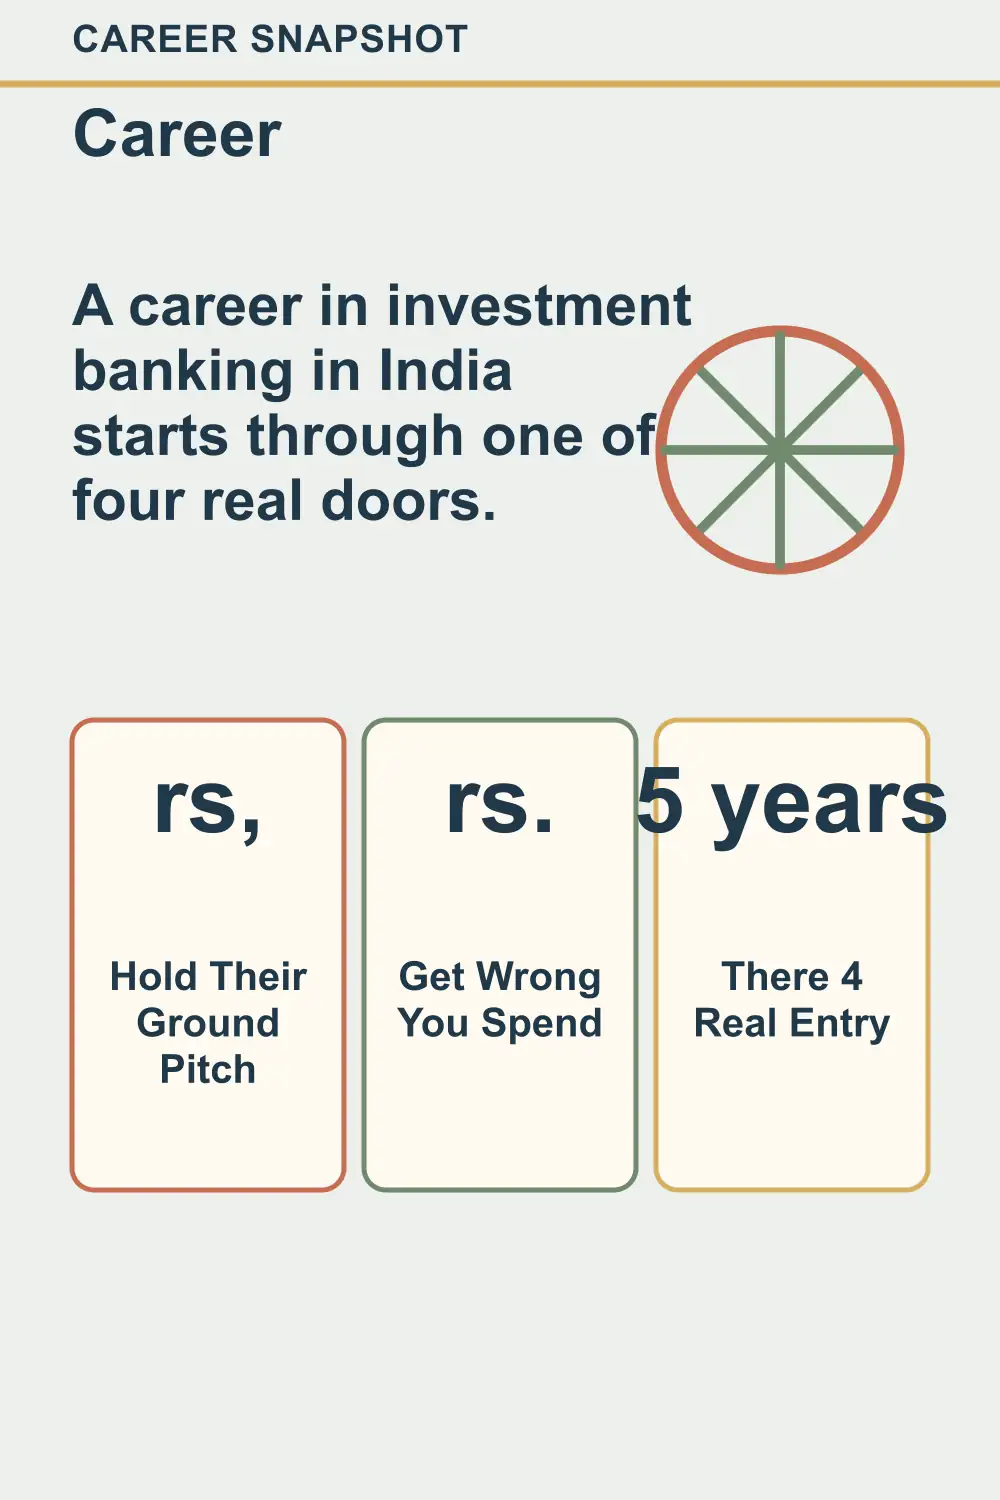 CAREER SNAPSHOT
Career
A career in investment
banking in India
starts through one of
four real doors.
rs,
Hold Their
Ground
Pitch
rs.
Get Wrong
You Spend
5 years
There 4
Real Entry